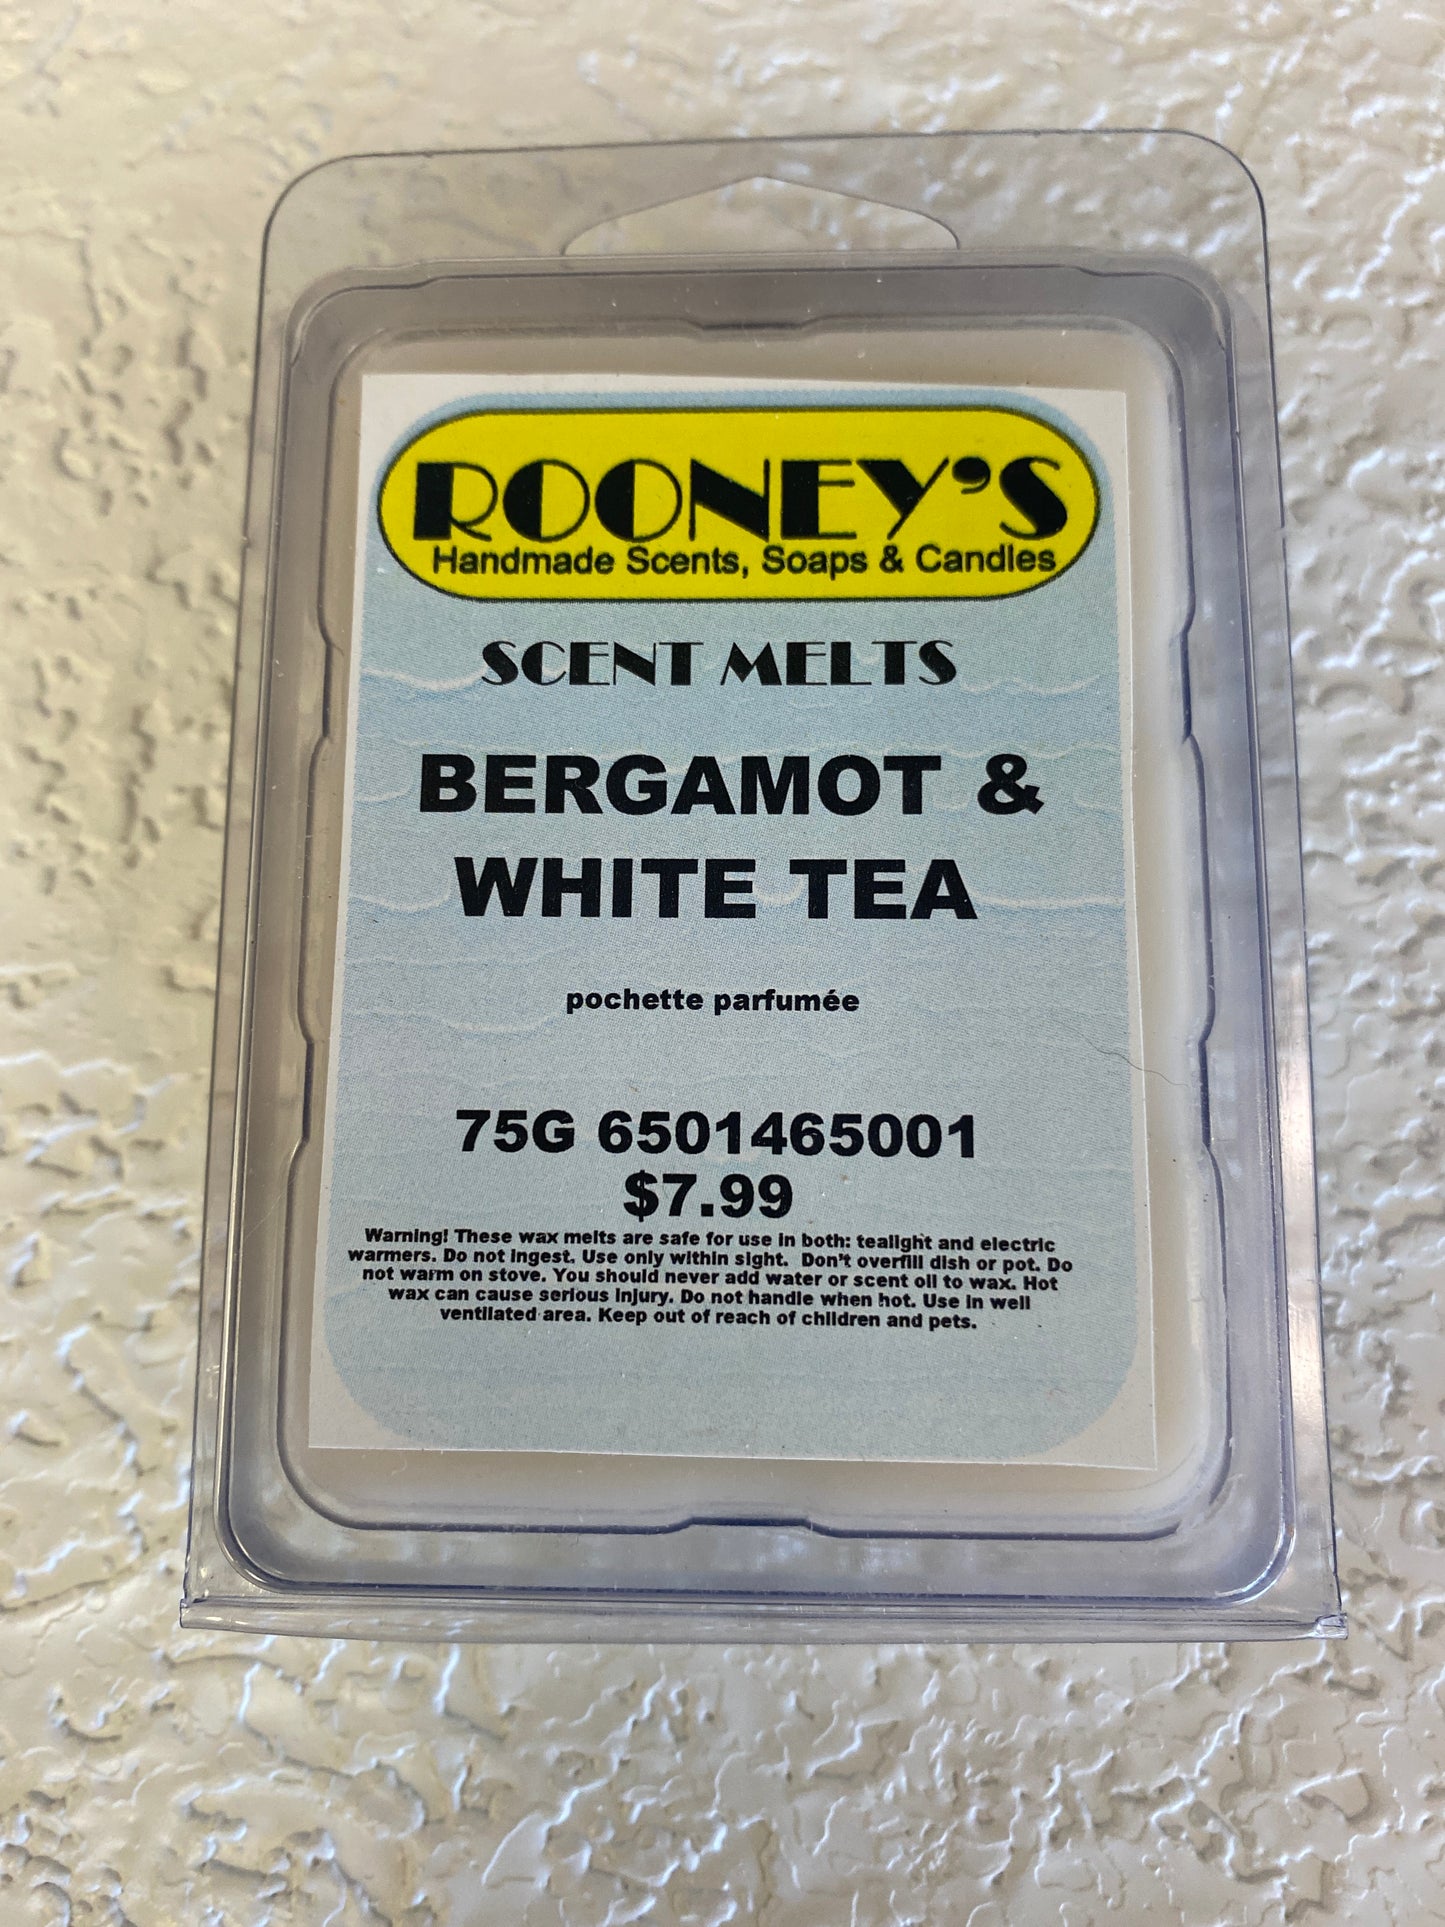 ROONEY'S
Handmade Scents, Soaps & Candles
SCENT MELTS
BERGAMOT &
WHITE TEA
pochette parfumée
75G 6501465001
$7.99
Warning! These wax melts are safe for use in both: tealight and electric
warmers. Do not ingest. Use only within sight. Don't overfill dish or pot. Do
not warm on stove. You should never add water or scent oil to wax. Hot
wax can cause serious injury. Do not handle when hot. Use in well
ventilated area. Keep out of reach of children and pets.